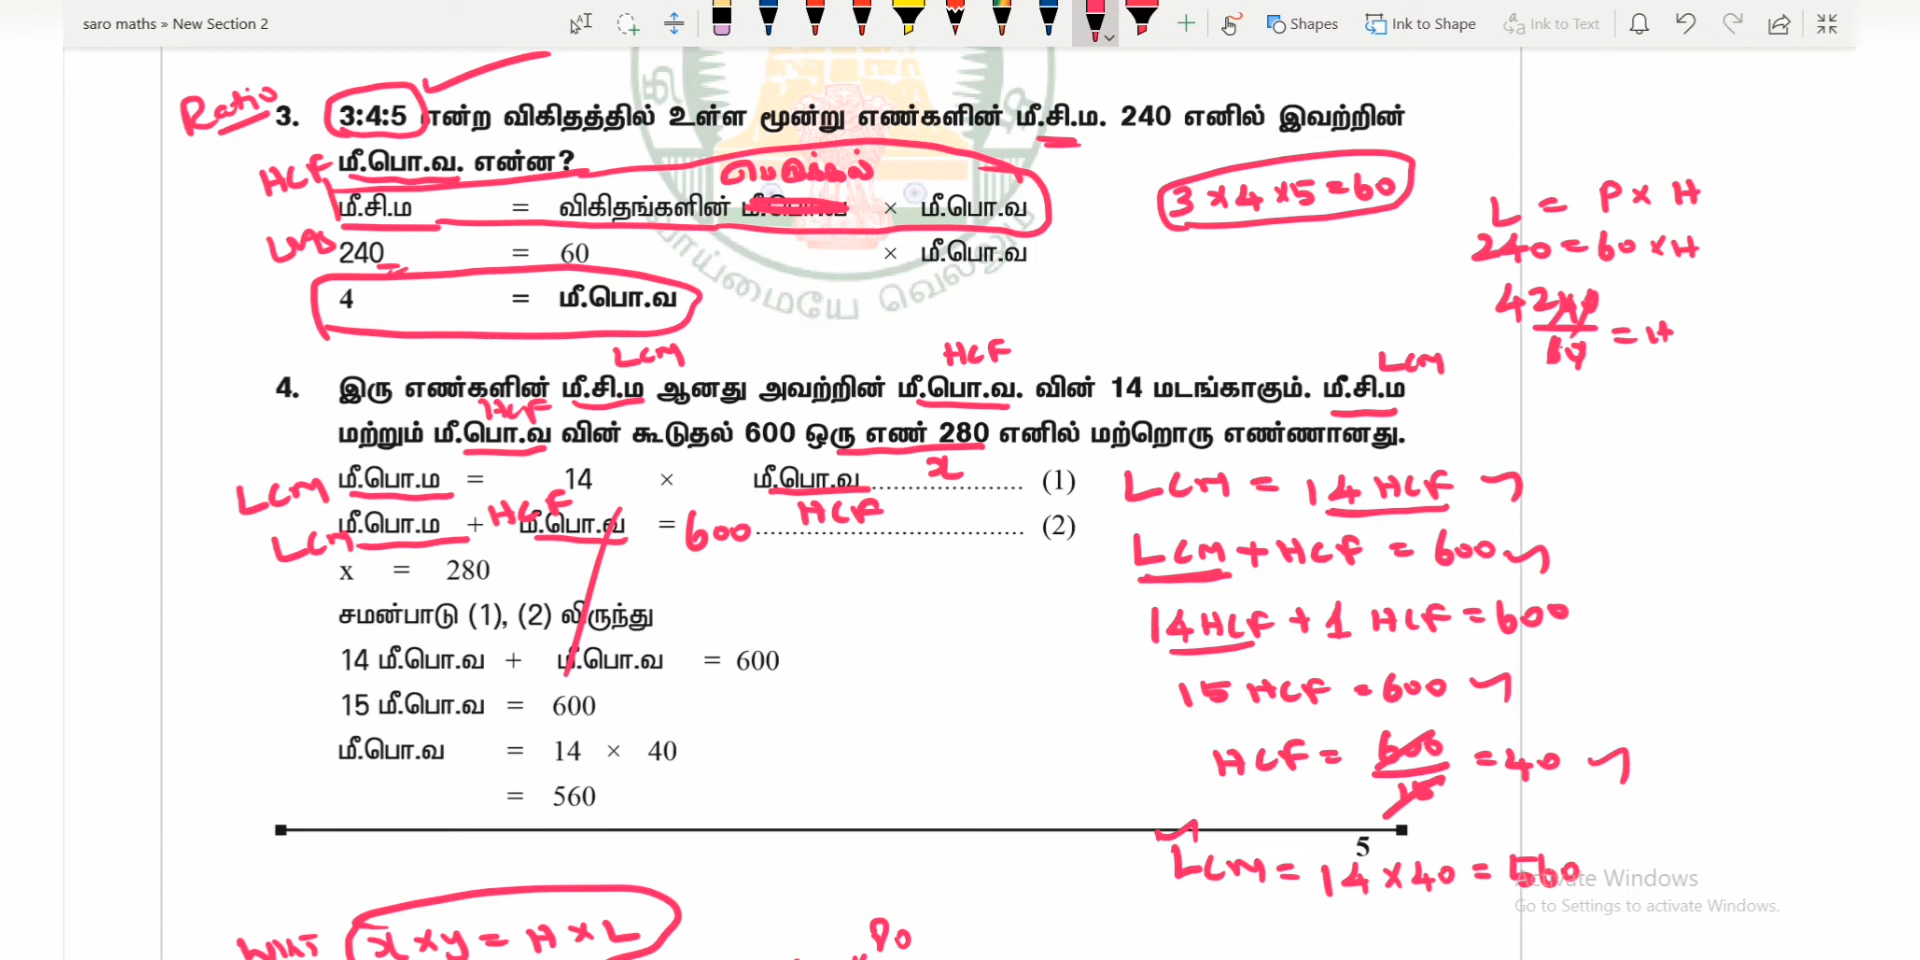 saro maths » New Section 2
Shapes
Ink to Shape
Ink to Text
Ratio
3. 3:4:5 என்ற விகிதத்தில் உள்ள மூன்று எண்களின் மீ.சி.ம. 240 எனில் இவற்றின்
மீ.பொ.வ. என்ன?
HCF
பெருக்கல்
3 × 4 × 5 = 60
மீ.சி.ம = விகிதங்களின் × மீ.பொ.வ
L = P × H
240 = 60 × மீ.பொ.வ
240 = 60 × H
4 = மீ.பொ.வ
= H
வாய்மையே வெல்லும்
LCM HCF LCM
4. இரு எண்களின் மீ.சி.ம ஆனது அவற்றின் மீ.பொ.வ. வின் 14 மடங்காகும். மீ.சி.ம
HCF
மற்றும் மீ.பொ.வ வின் கூடுதல் 600 ஒரு எண் 280 எனில் மற்றொரு எண்ணானது.
x
LCM மீ.பொ.ம = 14 × மீ.பொ.வ ........................ (1)
LCM = 14 HCF
HCF HCF
LCM மீ.பொ.ம + மீ.பொ.வ = 600 ........................ (2)
LCM + HCF = 600
x = 280
சமன்பாடு (1), (2) லிருந்து
14 HCF + 1 HCF = 600
14 மீ.பொ.வ + மீ.பொ.வ = 600
15 HCF = 600
15 மீ.பொ.வ = 600
மீ.பொ.வ = 14 × 40
HCF = 600/15 = 40
= 560
5
LCM = 14 × 40 = 560
Activate Windows
Go to Settings to activate Windows.
x × y = H × L